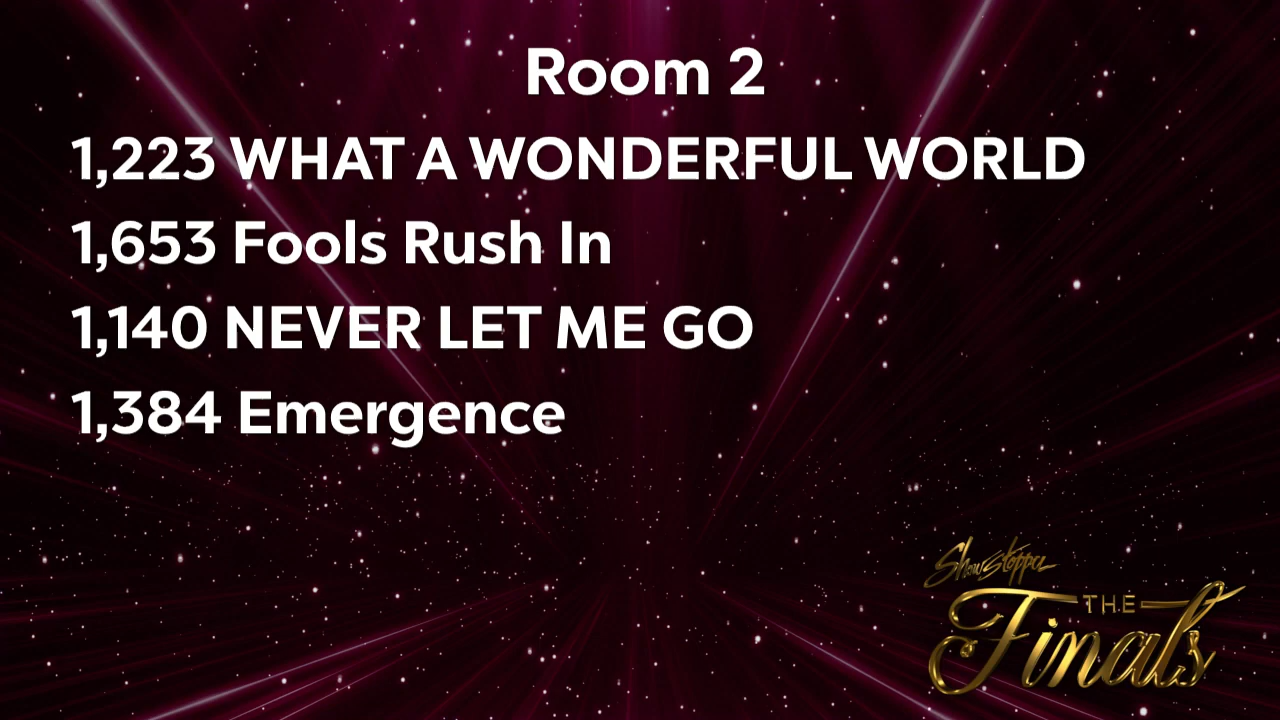 Room 2
1,223 WHAT A WONDERFUL WORLD
1,653 Fools Rush In
1,140 NEVER LET ME GO
1,384 Emergence
Showstopper
THE
Finals